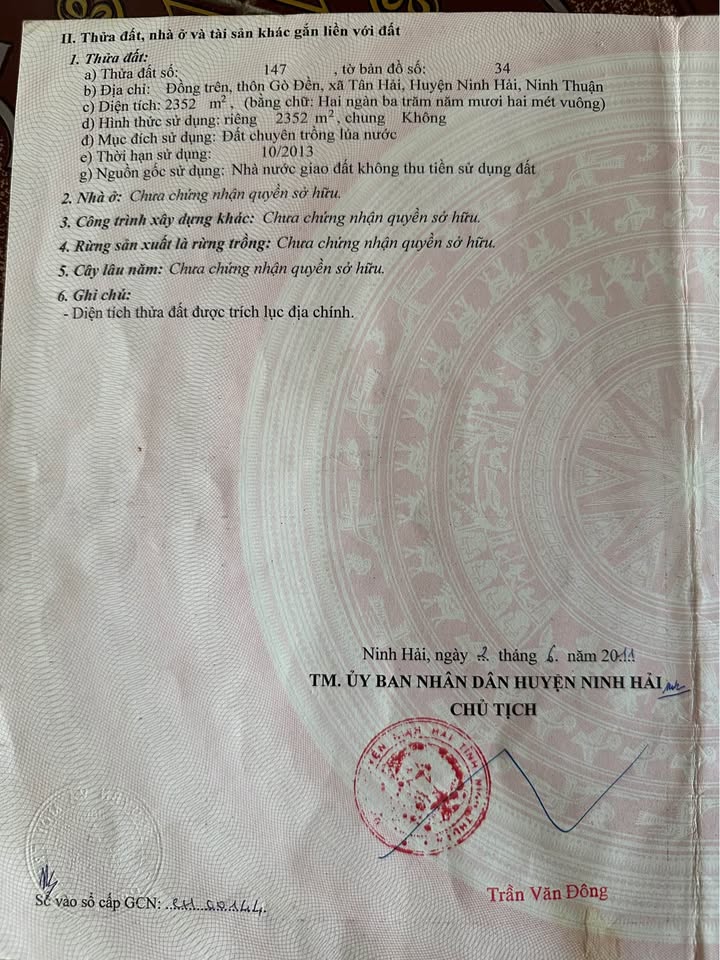 II. Thửa đất, nhà ở và tài sản khác gắn liền với đất
1. Thửa đất:
a) Thửa đất số: 147 , tờ bản đồ số: 34
b) Địa chỉ: Đồng trên, thôn Gò Đền, xã Tân Hải, Huyện Ninh Hải, Ninh Thuận
c) Diện tích: 2352 m², (bằng chữ: Hai ngàn ba trăm năm mươi hai mét vuông)
d) Hình thức sử dụng: riêng 2352 m², chung Không
đ) Mục đích sử dụng: Đất chuyên trồng lúa nước
e) Thời hạn sử dụng: 10/2013
g) Nguồn gốc sử dụng: Nhà nước giao đất không thu tiền sử dụng đất
2. Nhà ở: Chưa chứng nhận quyền sở hữu.
3. Công trình xây dựng khác: Chưa chứng nhận quyền sở hữu.
4. Rừng sản xuất là rừng trồng: Chưa chứng nhận quyền sở hữu.
5. Cây lâu năm: Chưa chứng nhận quyền sở hữu.
6. Ghi chú:
- Diện tích thửa đất được trích lục địa chính.
Ninh Hải, ngày 2 tháng 6 năm 2011
TM. ỦY BAN NHÂN DÂN HUYỆN NINH HẢI
CHỦ TỊCH
Trần Văn Đông
Số vào sổ cấp GCN: CH 00144